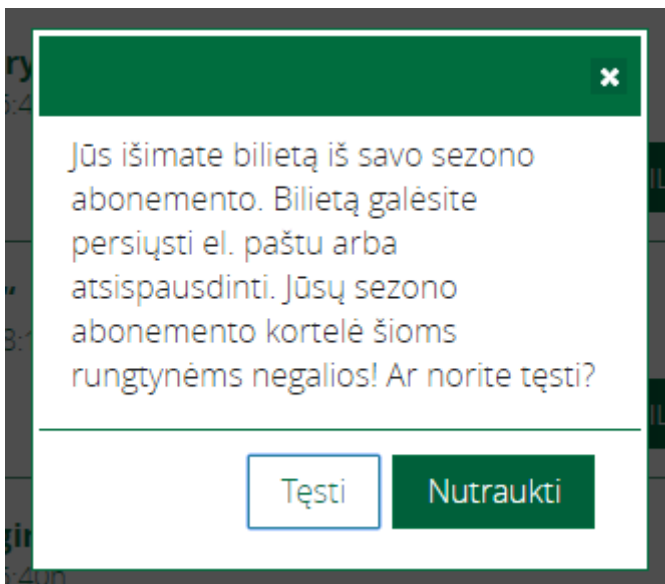 Jūs išimate bilietą iš savo sezono
abonemento. Bilietą galėsite
persiųsti el. paštu arba
atsispausdinti. Jūsų sezono
abonemento kortelė šioms
rungtynėms negalios! Ar norite tęsti?
Tęsti Nutraukti